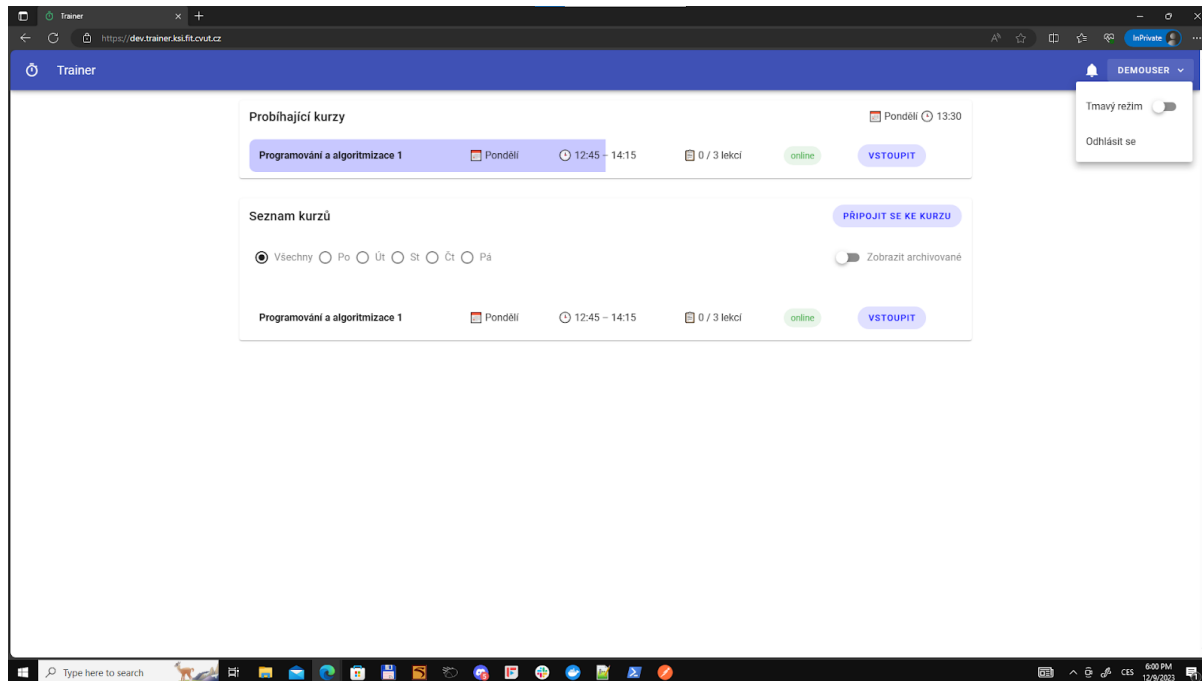 Trainer
https://dev.trainer.ksi.fit.cvut.cz
InPrivate
Trainer
DEMOUSER
Tmavý režim
Odhlásit se
Probíhající kurzy
Pondělí 13:30
Programování a algoritmizace 1 Pondělí 12:45 – 14:15 0 / 3 lekcí online VSTOUPIT
Seznam kurzů
PŘIPOJIT SE KE KURZU
Všechny Po Út St Čt Pá
Zobrazit archivované
Programování a algoritmizace 1 Pondělí 12:45 – 14:15 0 / 3 lekcí online VSTOUPIT
Type here to search
CES
6:00 PM
12/9/2023